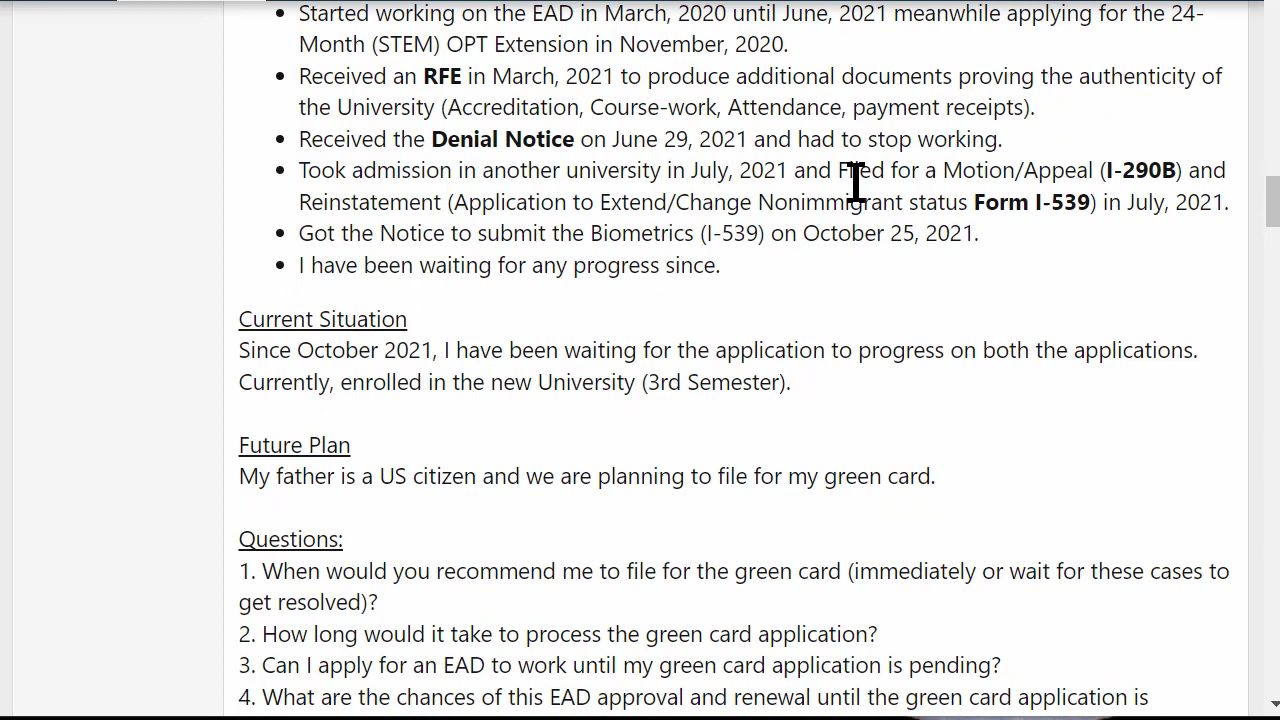 • Started working on the EAD in March, 2020 until June, 2021 meanwhile applying for the 24-
Month (STEM) OPT Extension in November, 2020.
• Received an RFE in March, 2021 to produce additional documents proving the authenticity of
the University (Accreditation, Course-work, Attendance, payment receipts).
• Received the Denial Notice on June 29, 2021 and had to stop working.
• Took admission in another university in July, 2021 and Filed for a Motion/Appeal (I-290B) and
Reinstatement (Application to Extend/Change Nonimmigrant status Form I-539) in July, 2021.
• Got the Notice to submit the Biometrics (I-539) on October 25, 2021.
• I have been waiting for any progress since.
Current Situation
Since October 2021, I have been waiting for the application to progress on both the applications.
Currently, enrolled in the new University (3rd Semester).
Future Plan
My father is a US citizen and we are planning to file for my green card.
Questions:
1. When would you recommend me to file for the green card (immediately or wait for these cases to
get resolved)?
2. How long would it take to process the green card application?
3. Can I apply for an EAD to work until my green card application is pending?
4. What are the chances of this EAD approval and renewal until the green card application is